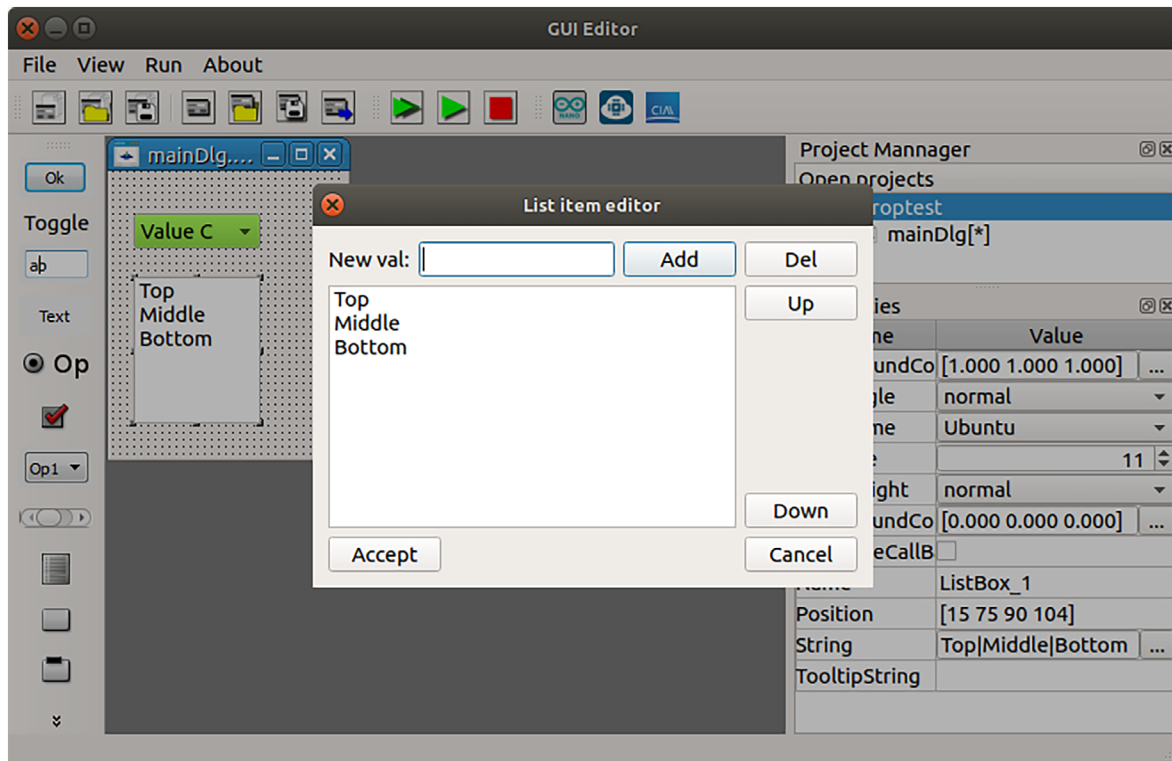 GUI Editor
File View Run About
NANO
CIAA
mainDlg....
Project Mannager
Open projects
roptest
mainDlg[*]
Ok
Toggle
ab
Text
Op
Op1
Value C
Top
Middle
Bottom
List item editor
New val:
Add
Del
Top
Middle
Bottom
Up
Down
Accept
Cancel
ies
ne Value
undCo [1.000 1.000 1.000] ...
gle normal
me Ubuntu
e 11
ight normal
undCo [0.000 0.000 0.000] ...
eCallB
Name ListBox_1
Position [15 75 90 104]
String Top|Middle|Bottom ...
TooltipString